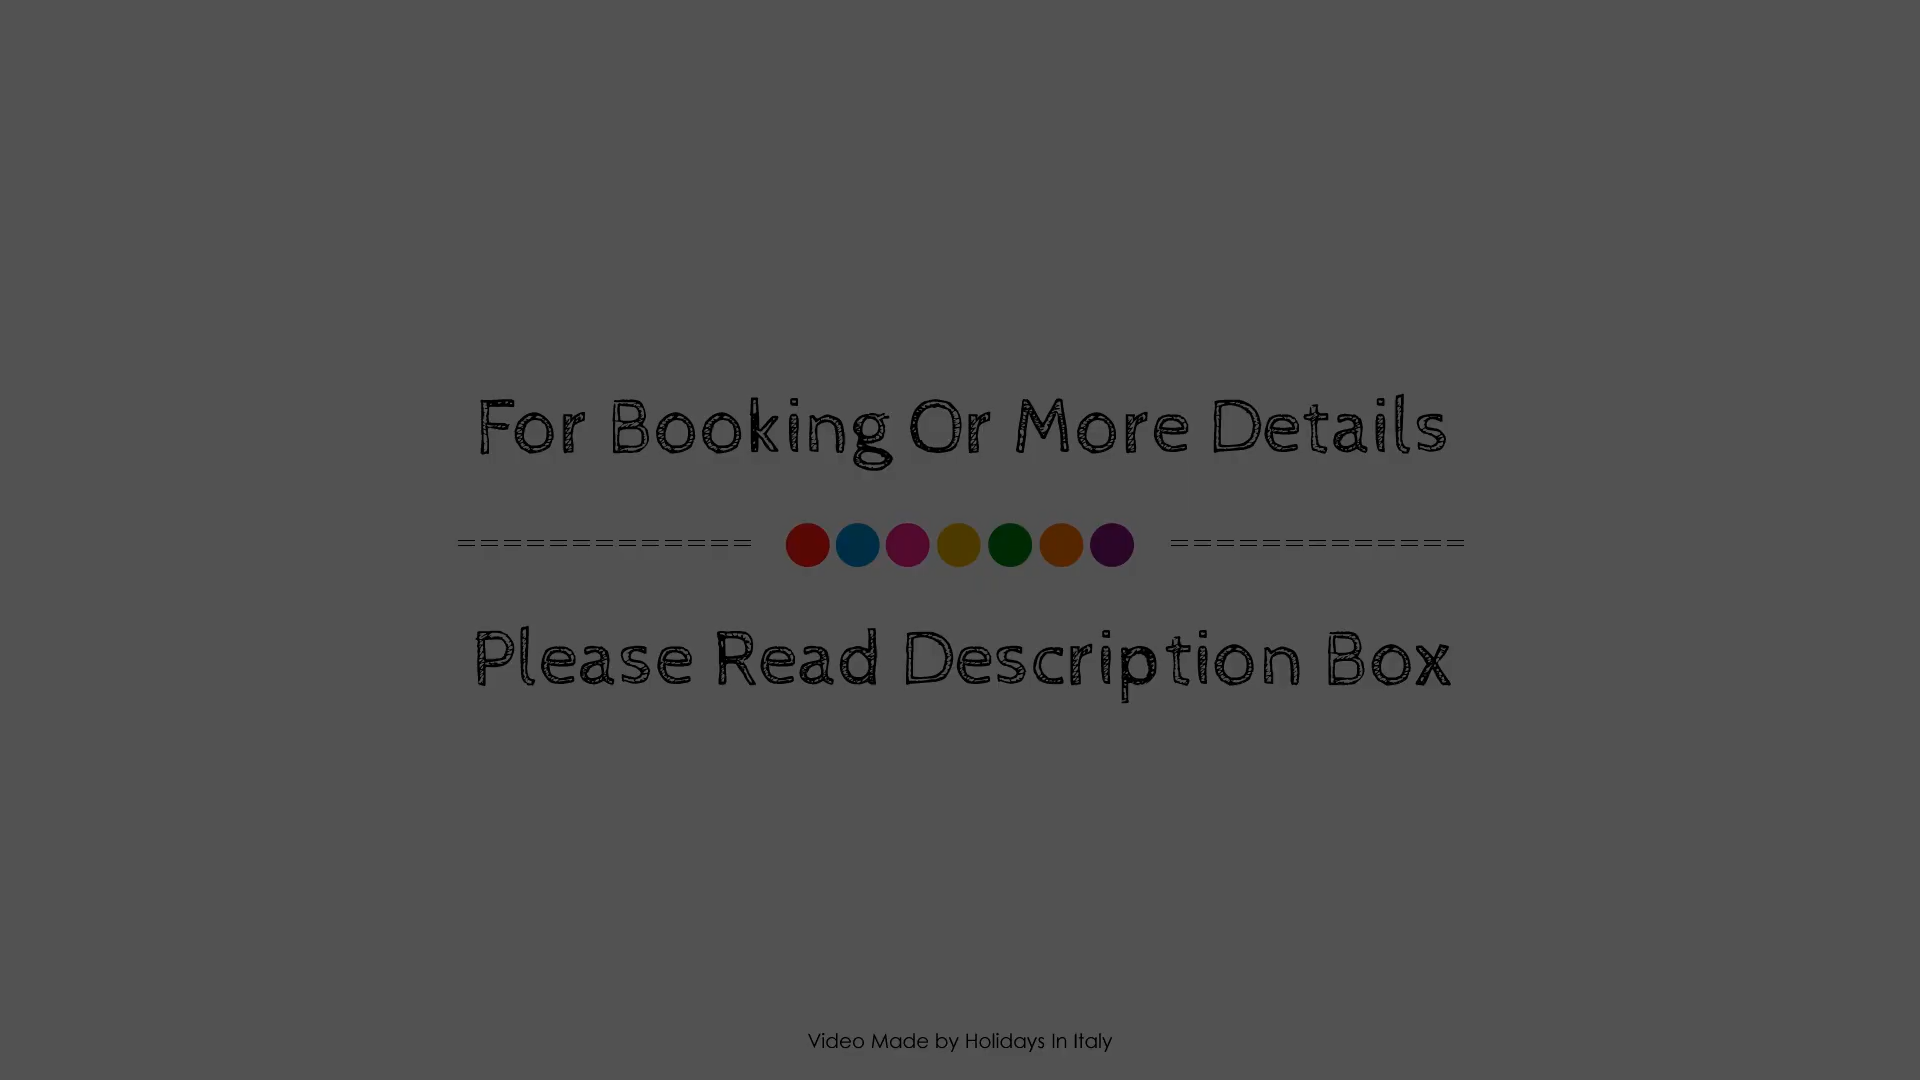 For Booking Or More Details
============= =============
Please Read Description Box
Video Made by Holidays In Italy